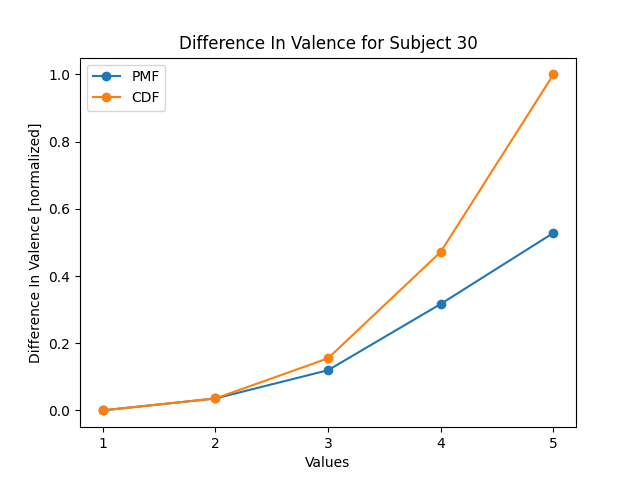 Difference In Valence for Subject 30
PMF
CDF
Difference In Valence [normalized]
1.0
0.8
0.6
0.4
0.2
0.0
1 2 3 4 5
Values